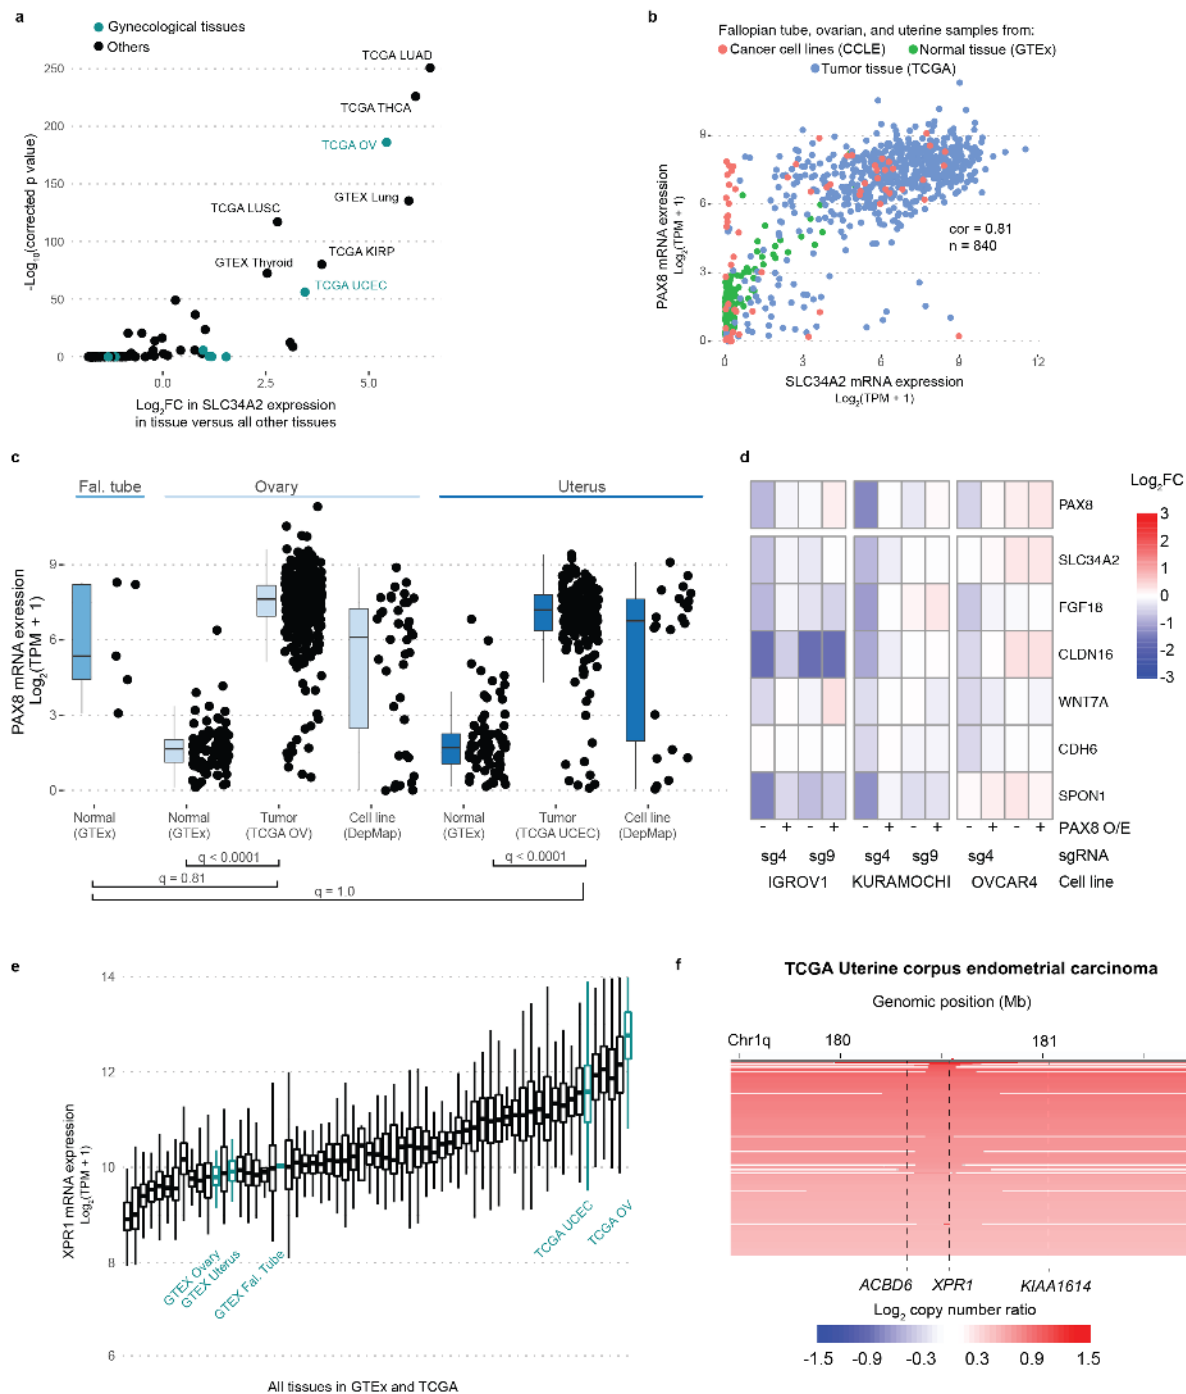 a
Gynecological tissues
Others
TCGA LUAD
TCGA THCA
TCGA OV
GTEX Lung
TCGA LUSC
TCGA KIRP
GTEX Thyroid
TCGA UCEC
250
200
150
100
50
0
-Log10(corrected p value)
0.0 2.5 5.0
Log2FC in SLC34A2 expression
in tissue versus all other tissues
b
Fallopian tube, ovarian, and uterine samples from:
Cancer cell lines (CCLE) Normal tissue (GTEx)
Tumor tissue (TCGA)
9
6
3
0
PAX8 mRNA expression
Log2(TPM + 1)
cor = 0.81
n = 840
0 3 6 9 12
SLC34A2 mRNA expression
Log2(TPM + 1)
c
Fal. tube Ovary Uterus
9
6
3
0
PAX8 mRNA expression
Log2(TPM + 1)
Normal Normal Tumor Cell line Normal Tumor Cell line
(GTEx) (GTEx) (TCGA OV) (DepMap) (GTEx) (TCGA UCEC) (DepMap)
q < 0.0001 q < 0.0001
q = 0.81
q = 1.0
d
Log2FC
3
2
1
0
-1
-2
-3
PAX8
SLC34A2
FGF18
CLDN16
WNT7A
CDH6
SPON1
- + - + - + - + - + - + PAX8 O/E
sg4 sg9 sg4 sg9 sg4 sgRNA
IGROV1 KURAMOCHI OVCAR4 Cell line
e
14
12
10
8
6
XPR1 mRNA expression
Log2(TPM + 1)
GTEX Ovary
GTEX Uterus
GTEX Fal. Tube
TCGA UCEC
TCGA OV
All tissues in GTEx and TCGA
f
TCGA Uterine corpus endometrial carcinoma
Genomic position (Mb)
Chr1q 180 181
ACBD6 XPR1 KIAA1614
Log2 copy number ratio
-1.5 -0.9 -0.3 0.3 0.9 1.5